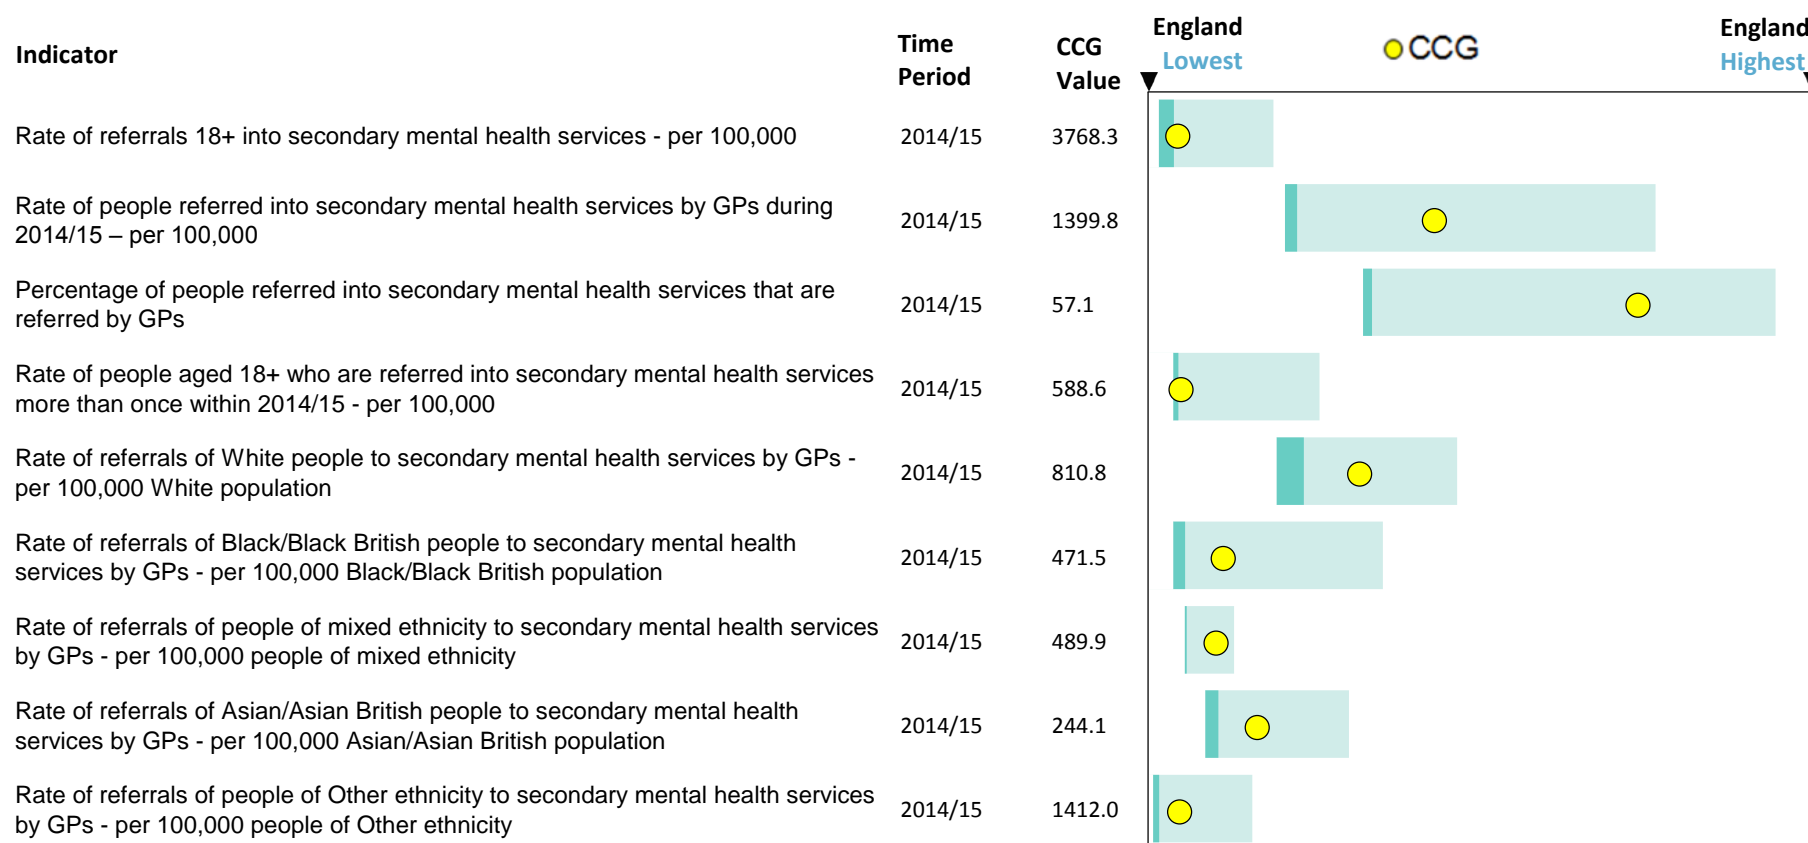 Indicator
Time
Period
CCG
Value
England
Lowest
CCG
England
Highest
Rate of referrals 18+ into secondary mental health services - per 100,000
2014/15
3768.3
Rate of people referred into secondary mental health services by GPs during
2014/15 – per 100,000
2014/15
1399.8
Percentage of people referred into secondary mental health services that are
referred by GPs
2014/15
57.1
Rate of people aged 18+ who are referred into secondary mental health services
more than once within 2014/15 - per 100,000
2014/15
588.6
Rate of referrals of White people to secondary mental health services by GPs -
per 100,000 White population
2014/15
810.8
Rate of referrals of Black/Black British people to secondary mental health
services by GPs - per 100,000 Black/Black British population
2014/15
471.5
Rate of referrals of people of mixed ethnicity to secondary mental health services
by GPs - per 100,000 people of mixed ethnicity
2014/15
489.9
Rate of referrals of Asian/Asian British people to secondary mental health
services by GPs - per 100,000 Asian/Asian British population
2014/15
244.1
Rate of referrals of people of Other ethnicity to secondary mental health services
by GPs - per 100,000 people of Other ethnicity
2014/15
1412.0